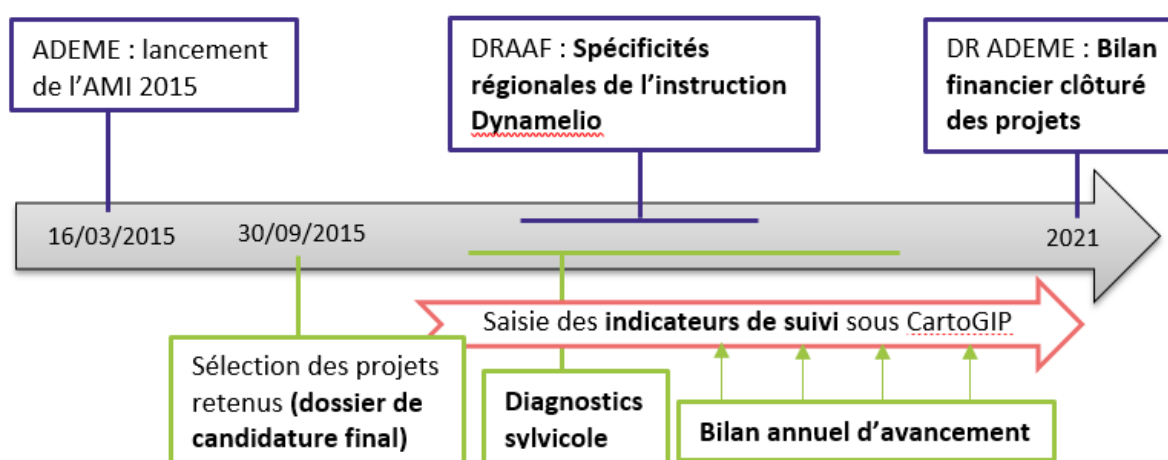 ADEME : lancement
de l'AMI 2015
DRAAF : Spécificités
régionales de l'instruction
Dynamelio
DR ADEME : Bilan
financier clôturé
des projets
16/03/2015
30/09/2015
2021
Saisie des indicateurs de suivi sous CartoGIP
Sélection des projets
retenus (dossier de
candidature final)
Diagnostics
sylvicole
Bilan annuel d'avancement